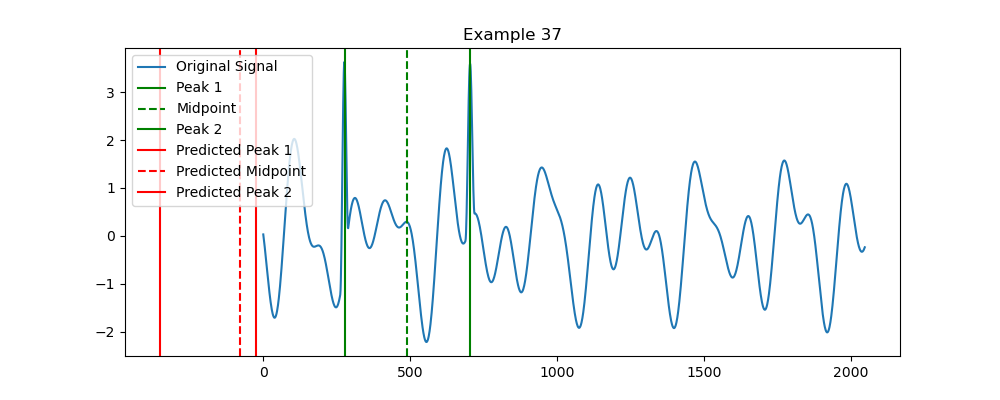 Example 37
Original Signal
Peak 1
Midpoint
Peak 2
Predicted Peak 1
Predicted Midpoint
Predicted Peak 2
3
2
1
0
−1
−2
0
500
1000
1500
2000